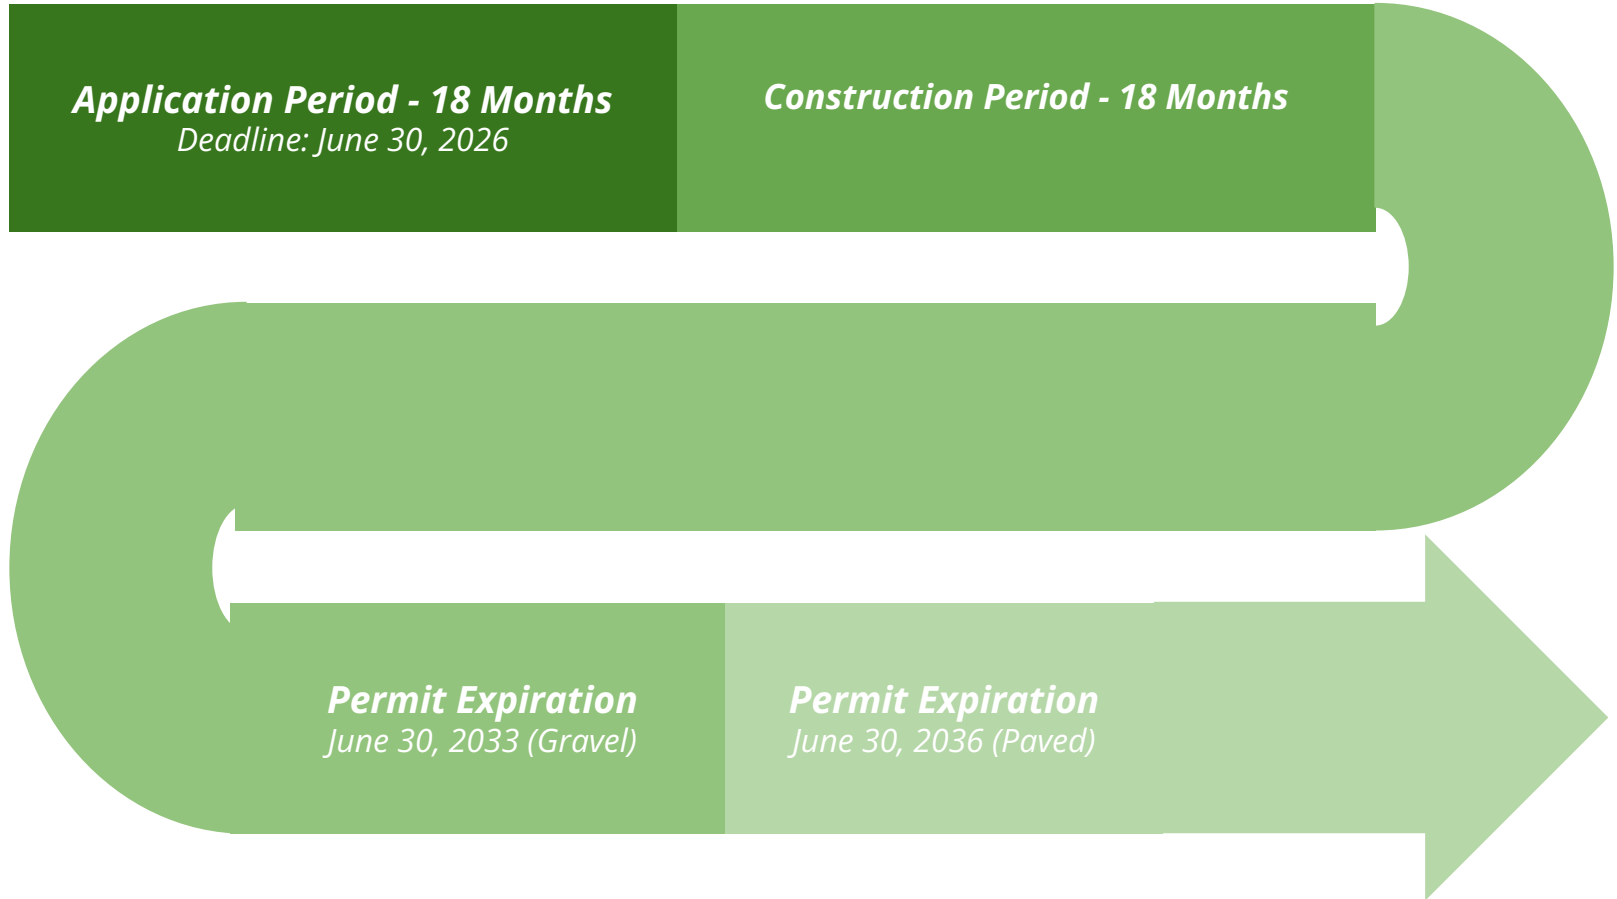 Application Period - 18 Months
Deadline: June 30, 2026
Construction Period - 18 Months
Permit Expiration
June 30, 2033 (Gravel)
Permit Expiration
June 30, 2036 (Paved)